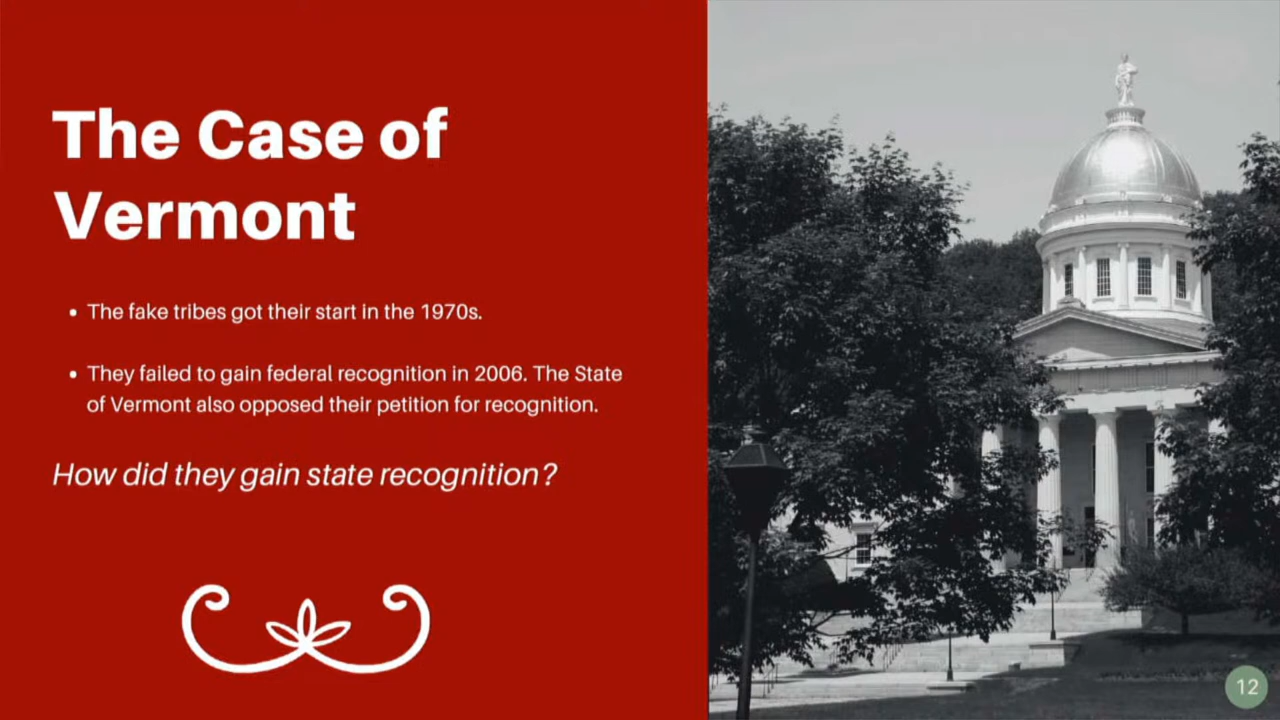 The Case of
Vermont
• The fake tribes got their start in the 1970s.
• They failed to gain federal recognition in 2006. The State
of Vermont also opposed their petition for recognition.
How did they gain state recognition?
12